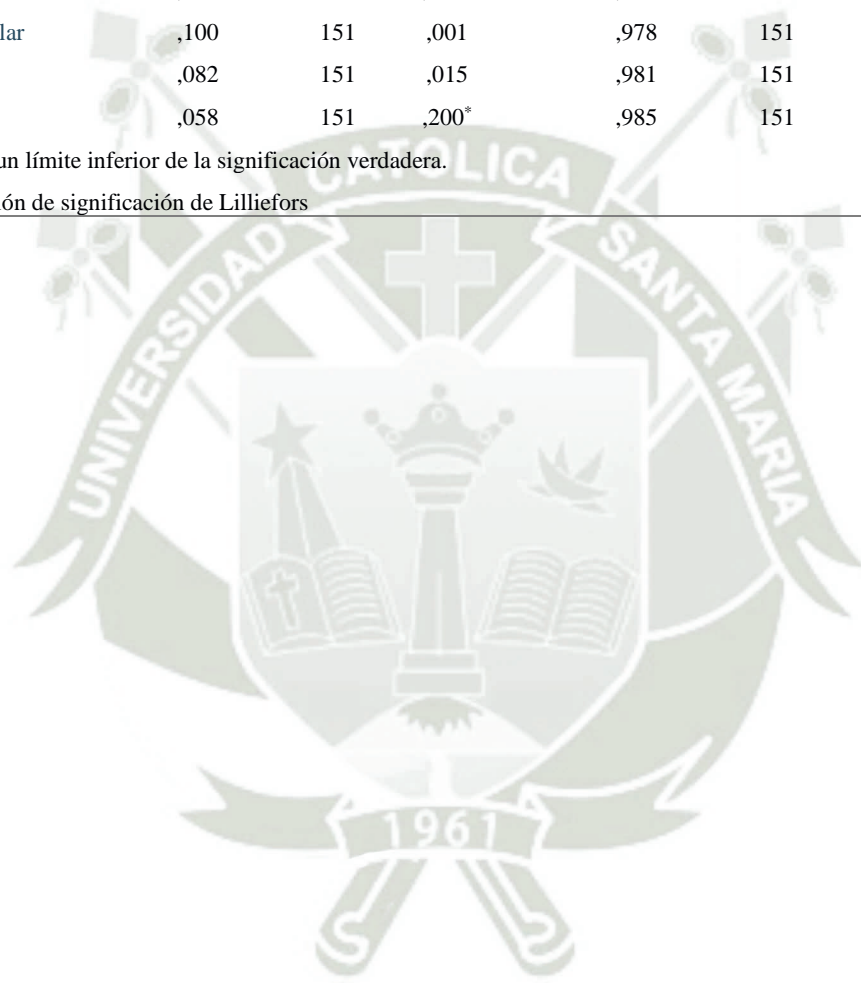 lar ,100 151 ,001 ,978 151
,082 151 ,015 ,981 151
,058 151 ,200* ,985 151
un límite inferior de la significación verdadera.
ión de significación de Lilliefors
CATOLICA
UNIVERSIDAD SANTA MARIA
1961